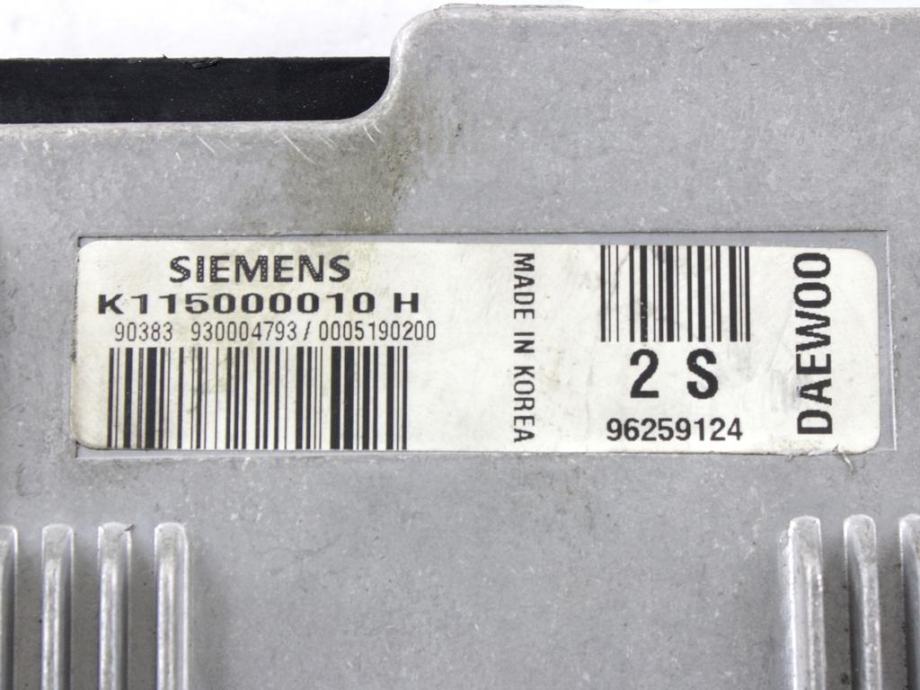 SIEMENS
K115000010 H
90383 930004793/0005190200
MADE IN KOREA
2 S
96259124
DAEWOO